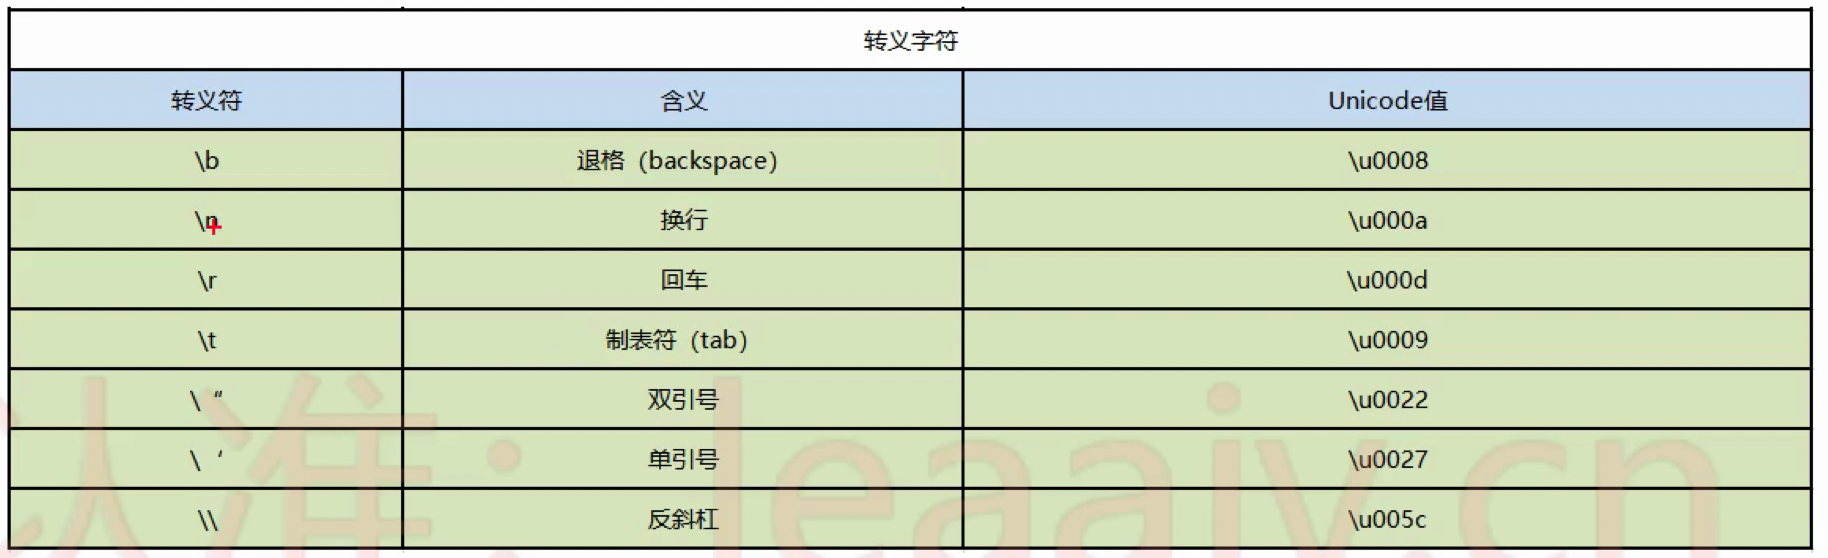 转义字符
转义符 含义 Unicode值
\b 退格（backspace） \u0008
\n 换行 \u000a
\r 回车 \u000d
\t 制表符（tab） \u0009
\“ 双引号 \u0022
\‘ 单引号 \u0027
\\ 反斜杠 \u005c
认准：leaaiv.cn